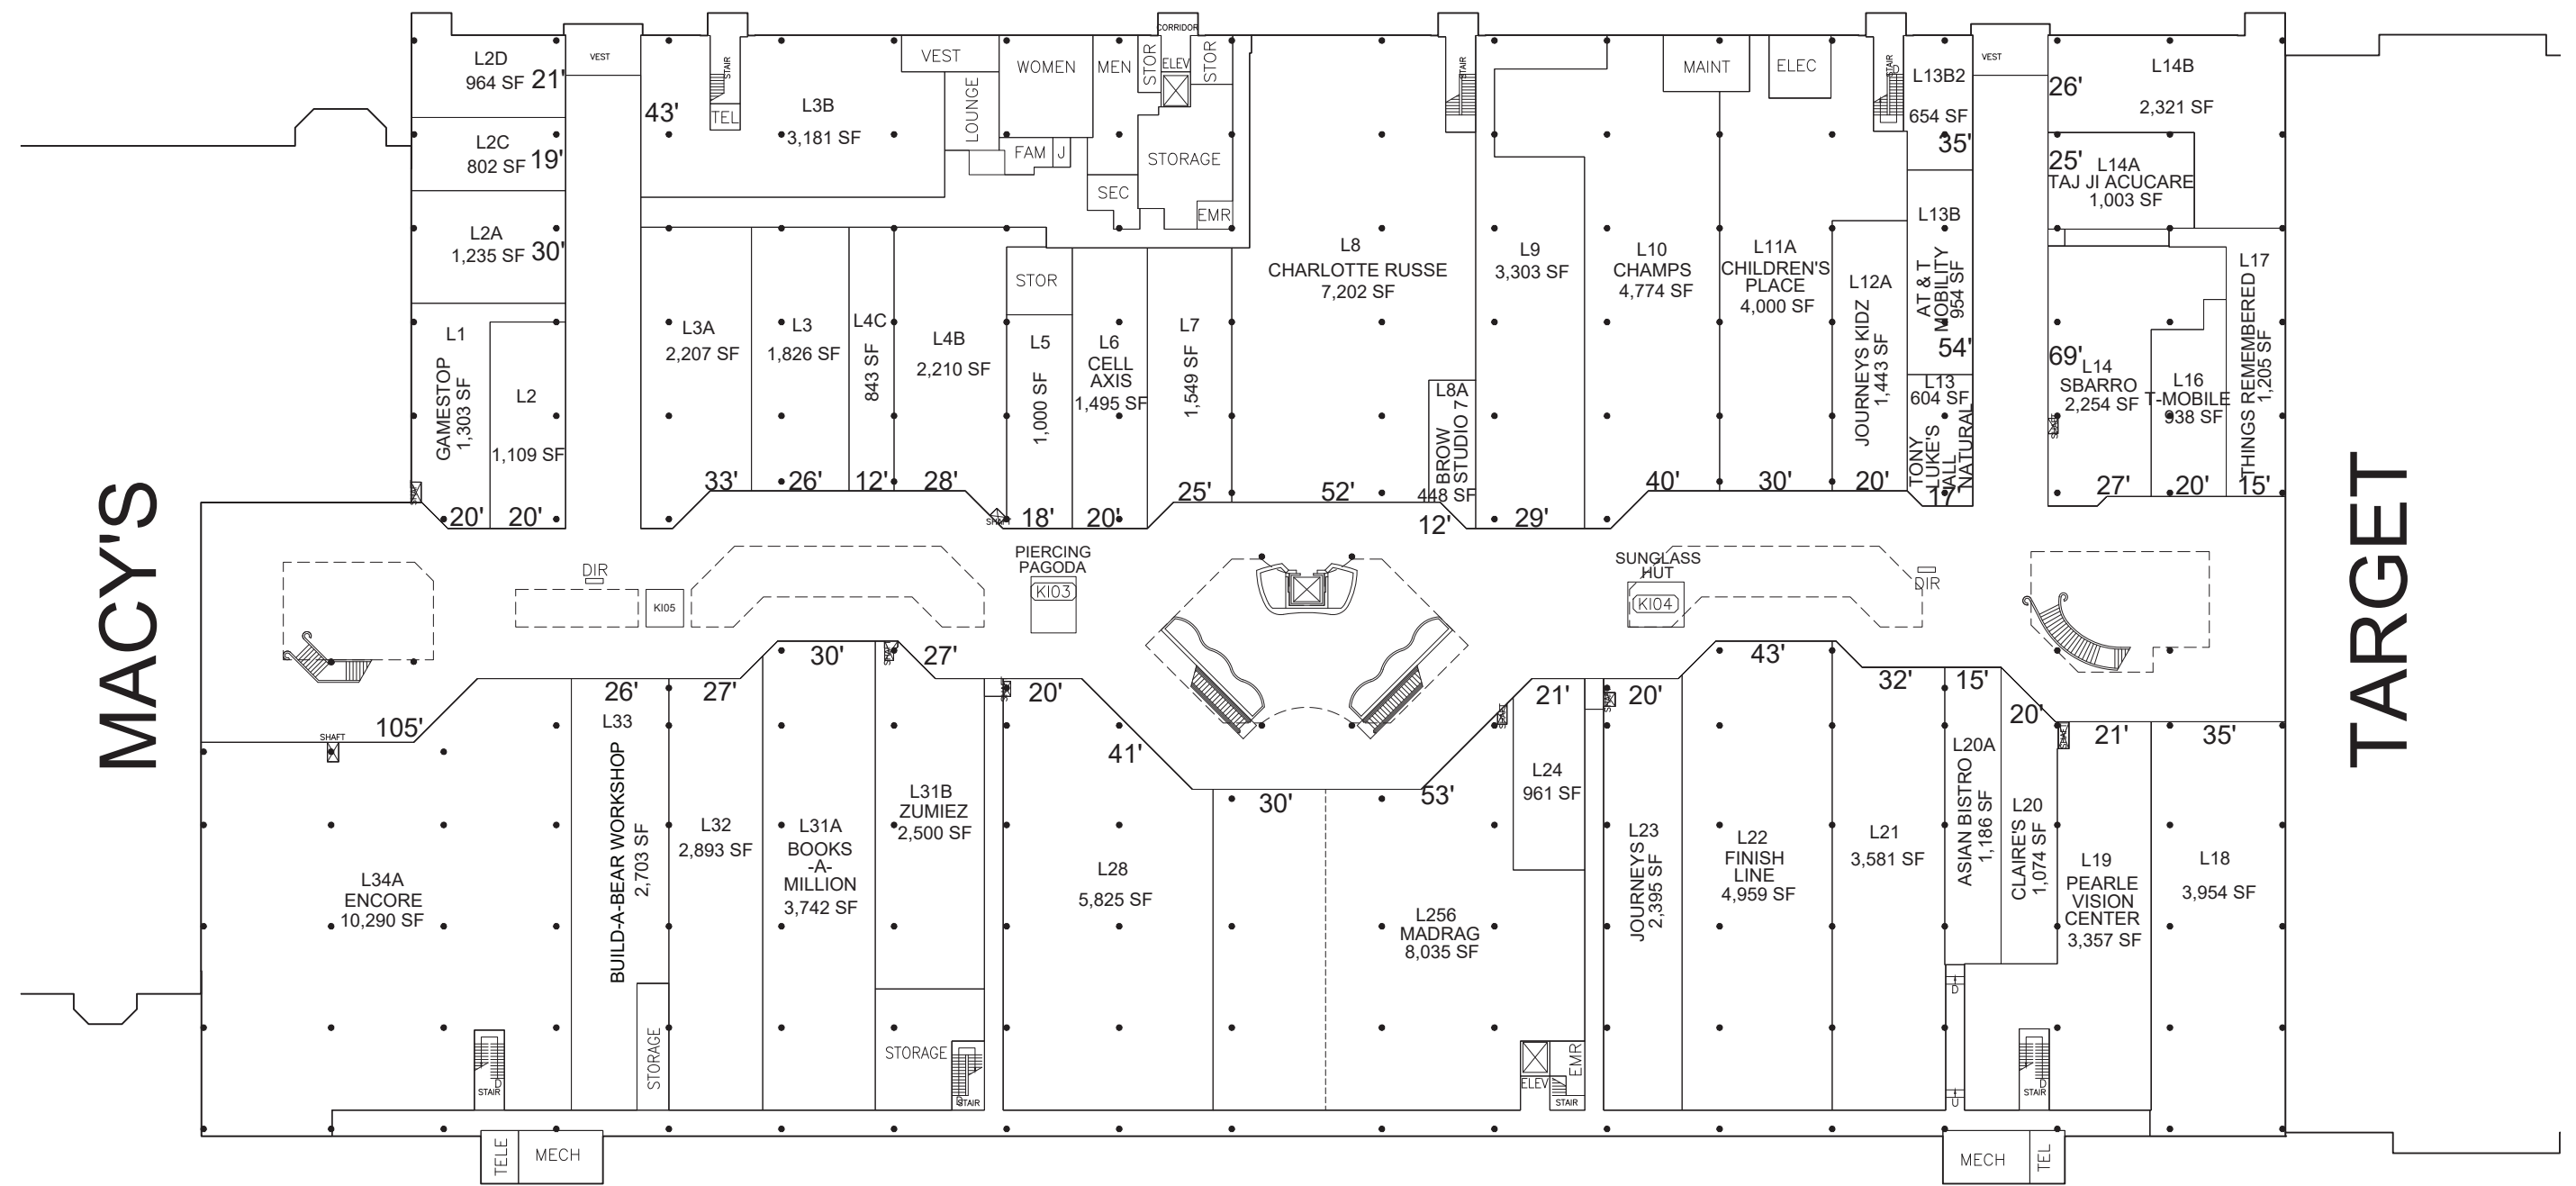 MACY'S
TARGET
L2D
964 SF
21'
L2C
802 SF
19'
L2A
1,235 SF
30'
L1
GAMESTOP
1,303 SF
20'
L2
1,109 SF
20'
VEST
43'
STAIR
TEL
L3B
3,181 SF
VEST
LOUNGE
WOMEN
FAM
J
MEN
SEC
STOR
CORRIDOR
ELEV
STOR
STORAGE
EMR
L3A
2,207 SF
33'
L3
1,826 SF
26'
L4C
843 SF
12'
L4B
2,210 SF
28'
SHAFT
STOR
L5
1,000 SF
18'
L6
CELL
AXIS
1,495 SF
20'
L7
1,549 SF
25'
L8
CHARLOTTE RUSSE
7,202 SF
52'
STAIR
L8A
BROW
STUDIO 7
448 SF
12'
L9
3,303 SF
29'
L10
CHAMPS
4,774 SF
40'
MAINT
ELEC
L11A
CHILDREN'S
PLACE
4,000 SF
30'
STAIR
D
L12A
JOURNEYS KIDZ
1,443 SF
20'
L13B2
654 SF
35'
L13B
AT & T
MOBILITY
954 SF
54'
L13
604 SF
TONY
LUKE'S
/ALL
NATURAL
17'
VEST
26'
L14B
2,321 SF
25'
L14A
TAJ JI ACUCARE
1,003 SF
69'
L14
SBARRO
2,254 SF
27'
L16
T-MOBILE
938 SF
20'
L17
THINGS REMEMBERED
1,205 SF
15'
DIR
KI05
PIERCING
PAGODA
KI03
SUNGLASS
HUT
KI04
DIR
105'
SHAFT
L34A
ENCORE
10,290 SF
D
STAIR
26'
L33
BUILD-A-BEAR WORKSHOP
2,703 SF
STORAGE
27'
L32
2,893 SF
30'
L31A
BOOKS
-A-
MILLION
3,742 SF
SHAFT
27'
L31B
ZUMIEZ
2,500 SF
STORAGE
STAIR
20'
41'
L28
5,825 SF
30'
53'
L256
MADRAG
8,035 SF
21'
L24
961 SF
ELEV
EMR
STAIR
20'
L23
JOURNEYS
2,395 SF
43'
L22
FINISH
LINE
4,959 SF
32'
L21
3,581 SF
15'
L20A
ASIAN BISTRO
1,186 SF
20'
L20
CLAIRE'S
1,074 SF
D
U
D
STAIR
SHAFT
21'
L19
PEARLE
VISION
CENTER
3,357 SF
35'
L18
3,954 SF
TELE
MECH
MECH
TEL